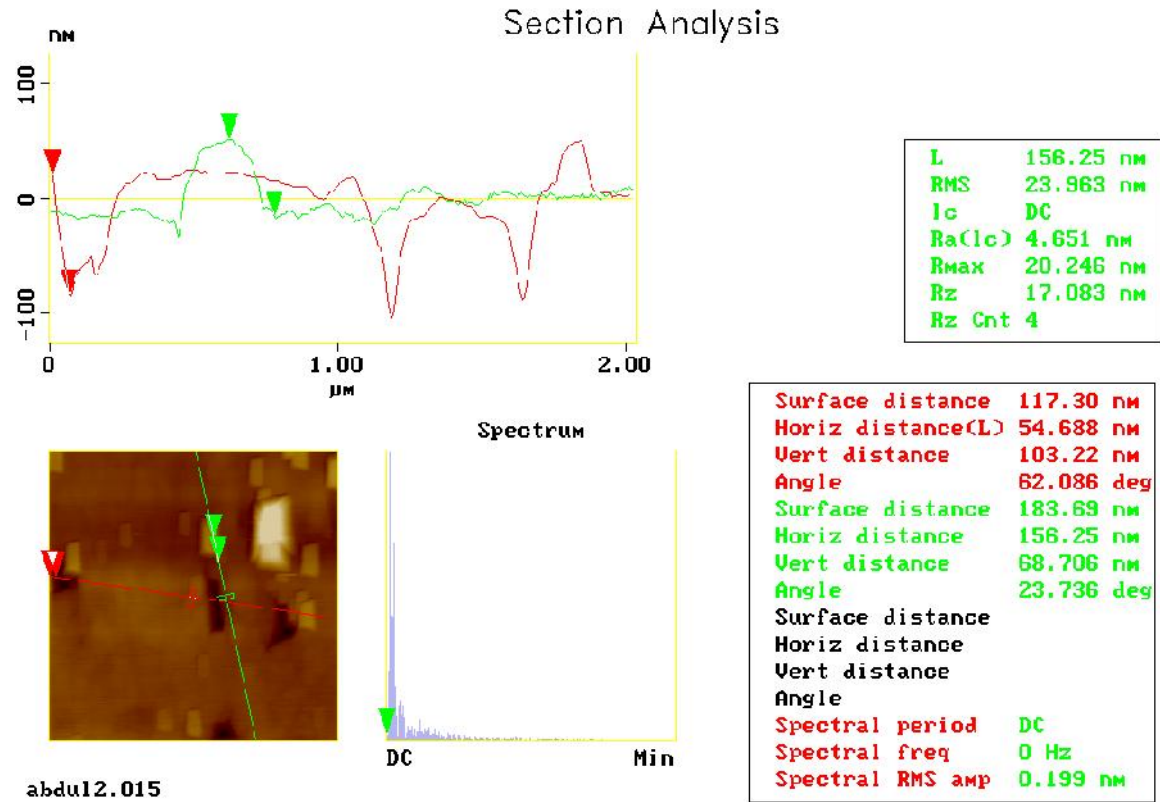 Section Analysis
nm
100
0
-100
0 1.00 2.00
µm
L 156.25 nm
RMS 23.963 nm
lc DC
Ra(lc) 4.651 nm
Rmax 20.246 nm
Rz 17.083 nm
Rz Cnt 4
Surface distance 117.30 nm
Horiz distance(L) 54.688 nm
Vert distance 103.22 nm
Angle 62.086 deg
Surface distance 183.69 nm
Horiz distance 156.25 nm
Vert distance 68.706 nm
Angle 23.736 deg
Surface distance
Horiz distance
Vert distance
Angle
Spectral period DC
Spectral freq 0 Hz
Spectral RMS amp 0.199 nm
Spectrum
DC Min
abdul2.015